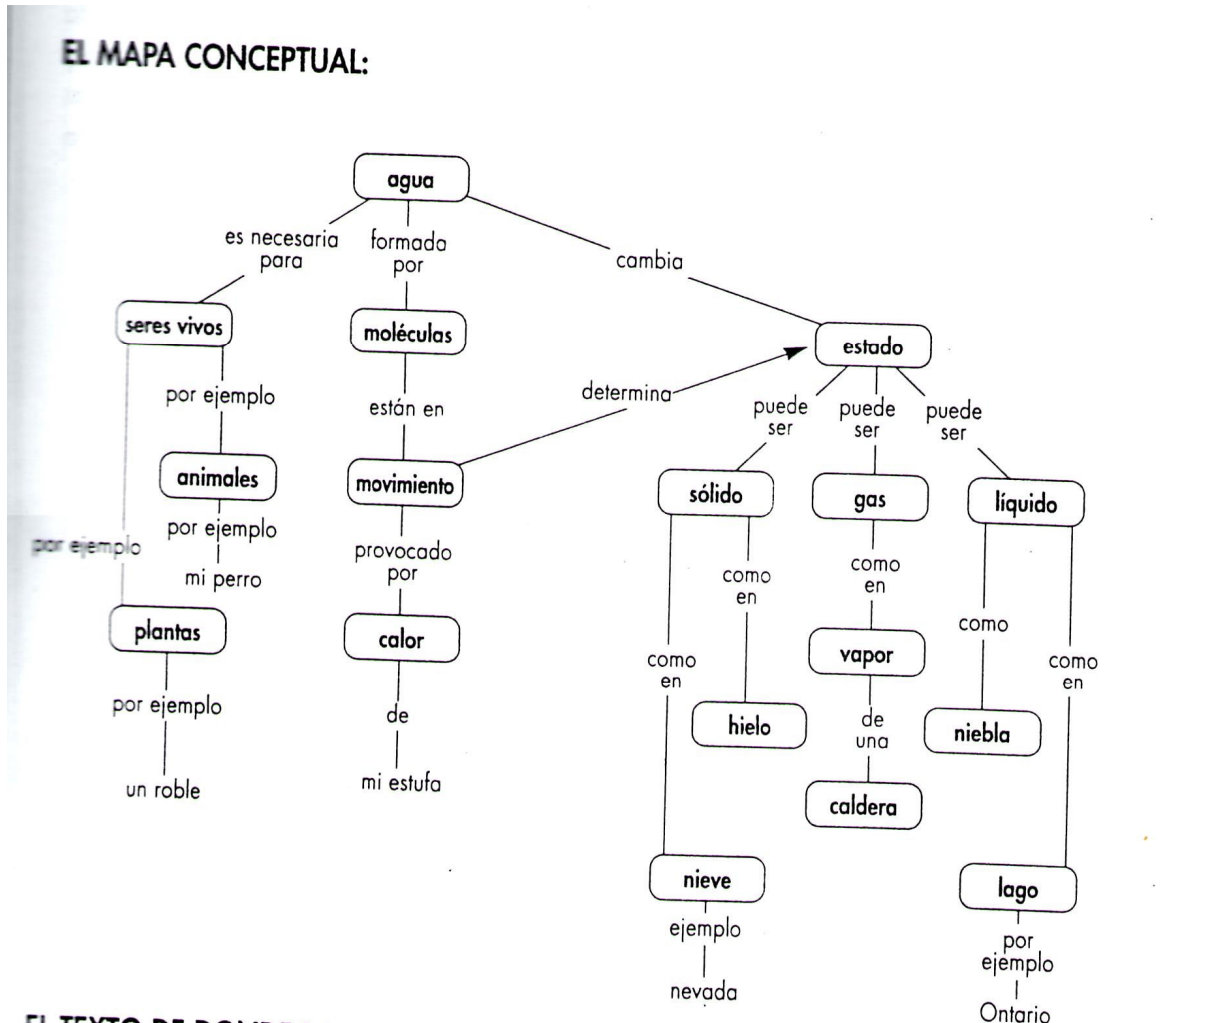 EL MAPA CONCEPTUAL:
agua
es necesaria
para
formada
por
cambia
seres vivos
moléculas
estado
por ejemplo
están en
determina
puede
ser
puede
ser
puede
ser
animales
movimiento
sólido
gas
líquido
por ejemplo
por ejemplo
mi perro
provocado
por
como
en
como
en
como
plantas
calor
como
en
vapor
como
en
por ejemplo
de
hielo
de
una
niebla
un roble
mi estufa
caldera
nieve
lago
ejemplo
por
ejemplo
nevada
Ontario
EL TEXTO DE